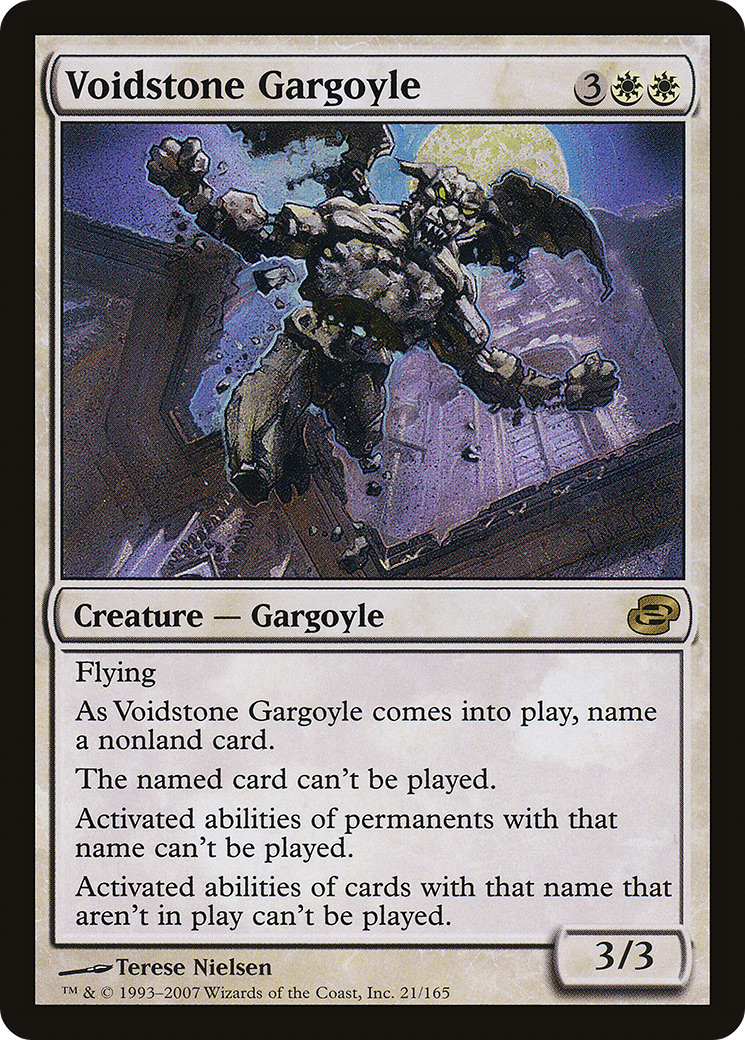 Voidstone Gargoyle 3
Flying
As Voidstone Gargoyle comes into play, name
a nonland card.
The named card can't be played.
Activated abilities of permanents with that
name can't be played.
Activated abilities of cards with that name that
aren't in play can't be played.
Creature — Gargoyle
3/3
Terese Nielsen
™ & © 1993–2007 Wizards of the Coast, Inc. 21/165